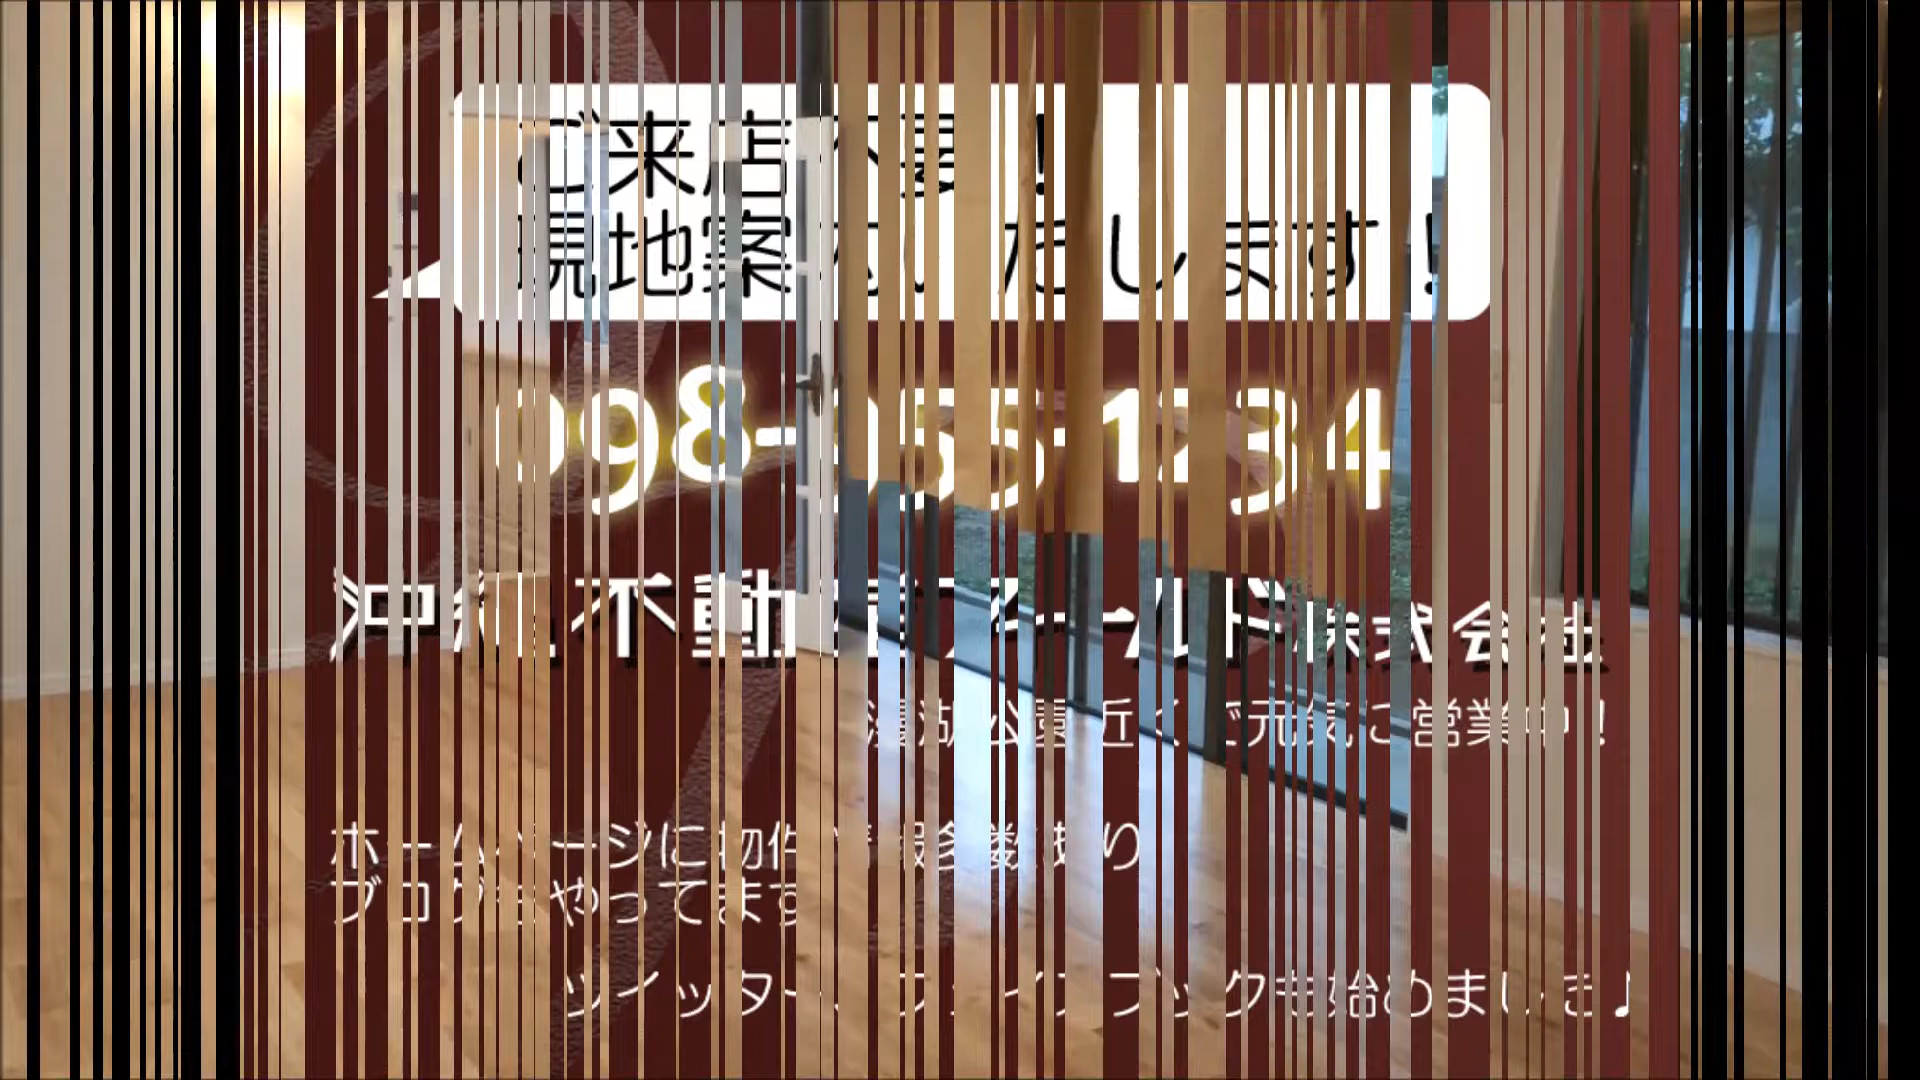 ご来店不要！
現地案内いたします！
098-955-1234
沖縄不動産フィールド株式会社
公園近くで元気に営業中！
ホームページに物件情報多数あり
ブログもやってます
ツイッター、フェイスブックも始めました♪